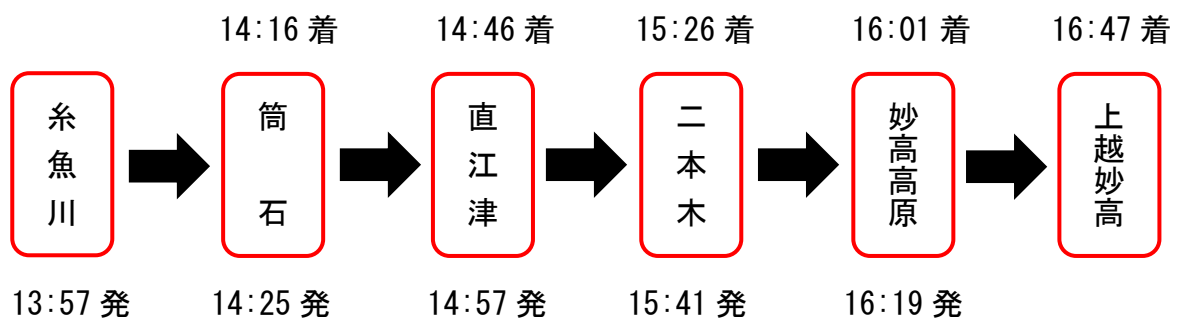 14:16 着 14:46 着 15:26 着 16:01 着 16:47 着
糸魚川 筒石 直江津 二本木 妙高高原 上越妙高
13:57 発 14:25 発 14:57 発 15:41 発 16:19 発